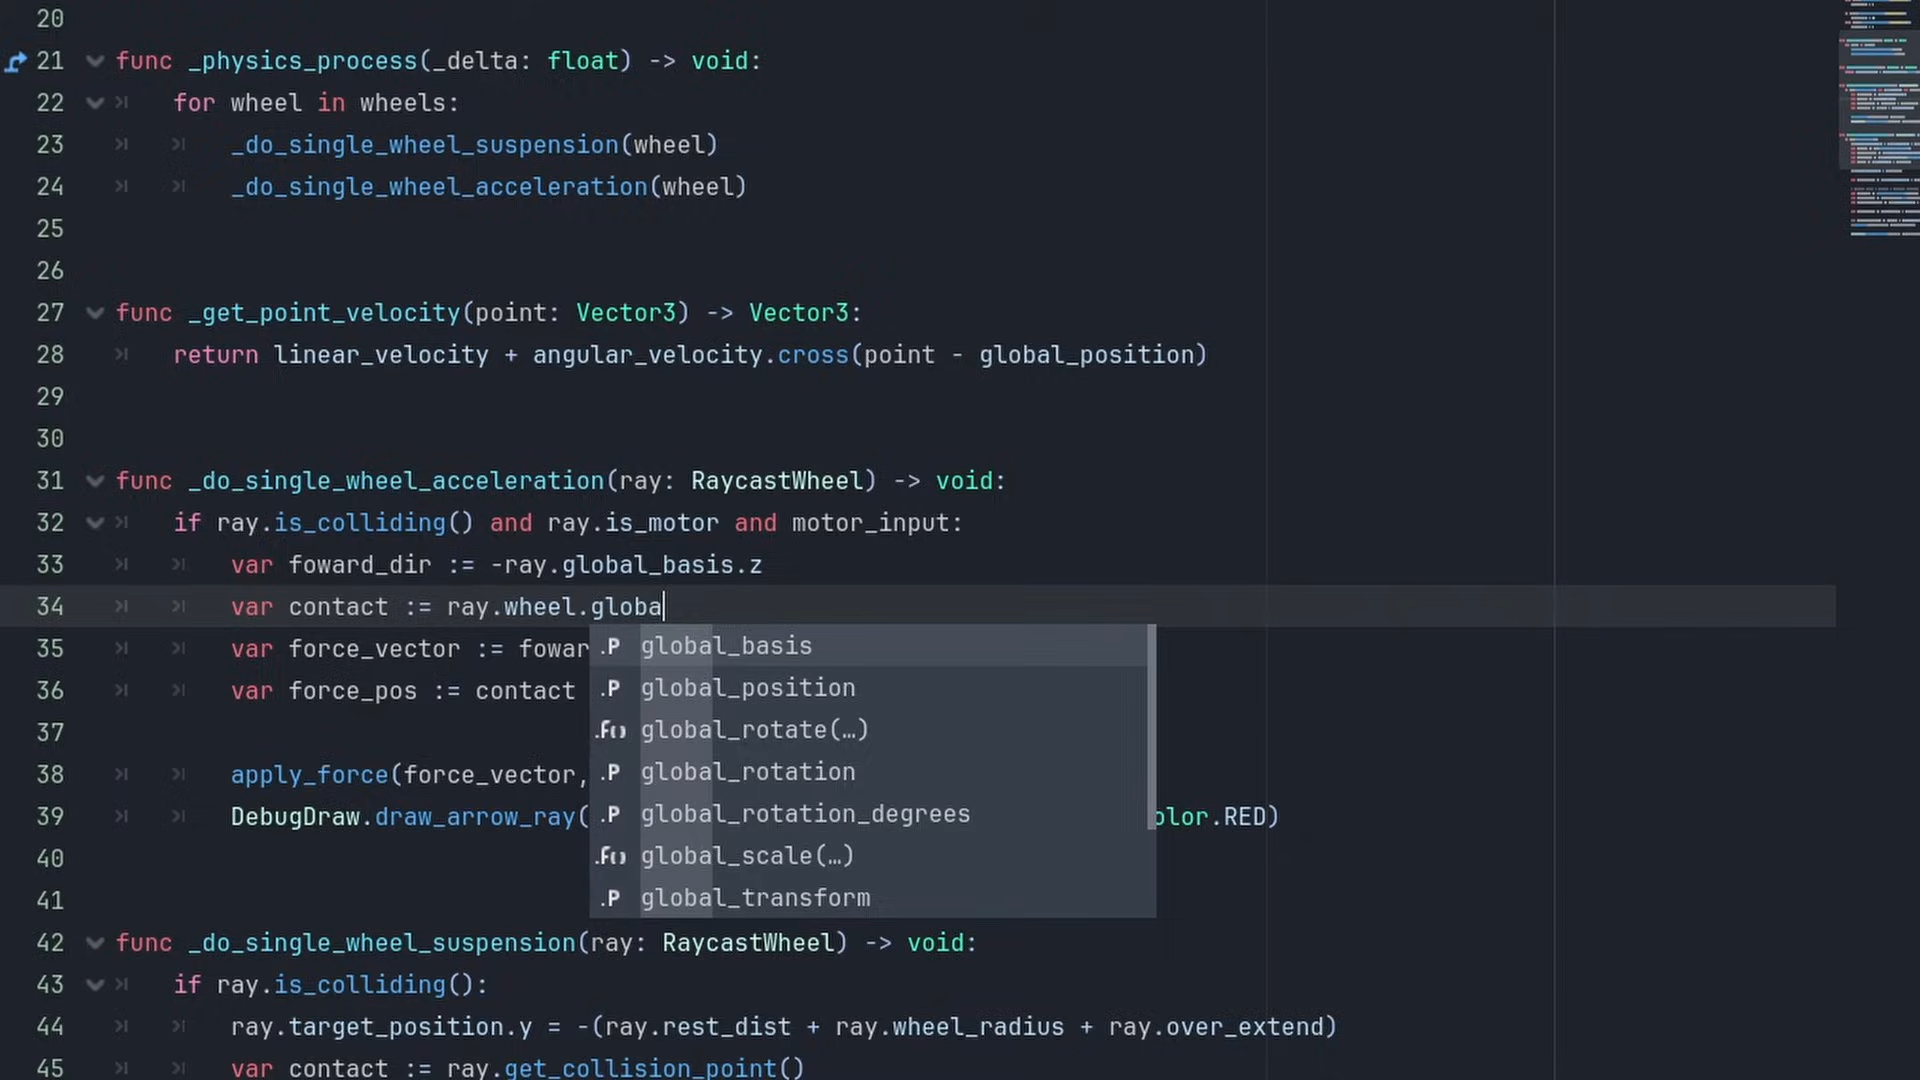 20
21 func _physics_process(_delta: float) -> void:
22 for wheel in wheels:
23 _do_single_wheel_suspension(wheel)
24 _do_single_wheel_acceleration(wheel)
25
26
27 func _get_point_velocity(point: Vector3) -> Vector3:
28 return linear_velocity + angular_velocity.cross(point - global_position)
29
30
31 func _do_single_wheel_acceleration(ray: RaycastWheel) -> void:
32 if ray.is_colliding() and ray.is_motor and motor_input:
33 var foward_dir := -ray.global_basis.z
34 var contact := ray.wheel.globa
35 var force_vector := fowar
.P global_basis
36 var force_pos := contact
.P global_position
37
.f() global_rotate(…)
38 apply_force(force_vector,
.P global_rotation
39 DebugDraw.draw_arrow_ray( olor.RED)
.P global_rotation_degrees
40
.f() global_scale(…)
41
.P global_transform
42 func _do_single_wheel_suspension(ray: RaycastWheel) -> void:
43 if ray.is_colliding():
44 ray.target_position.y = -(ray.rest_dist + ray.wheel_radius + ray.over_extend)
45 var contact := ray.get_collision_point()